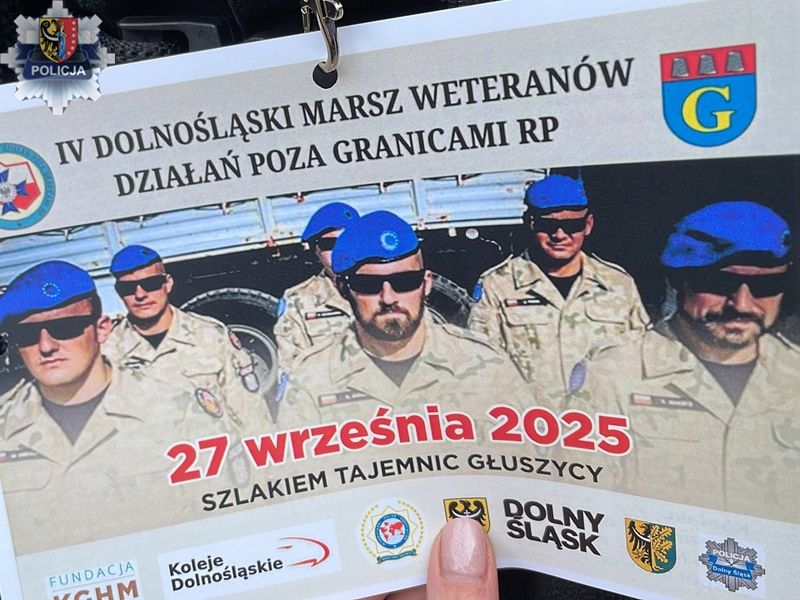 POLICJA
IV DOLNOŚLĄSKI MARSZ WETERANÓW
DZIAŁAŃ POZA GRANICAMI RP
G
27 września 2025
SZLAKIEM TAJEMNIC GŁUSZYCY
FUNDACJA
KGHM
Koleje
Dolnośląskie
DOLNY
ŚLĄSK
POLICJA
Dolny Śląsk